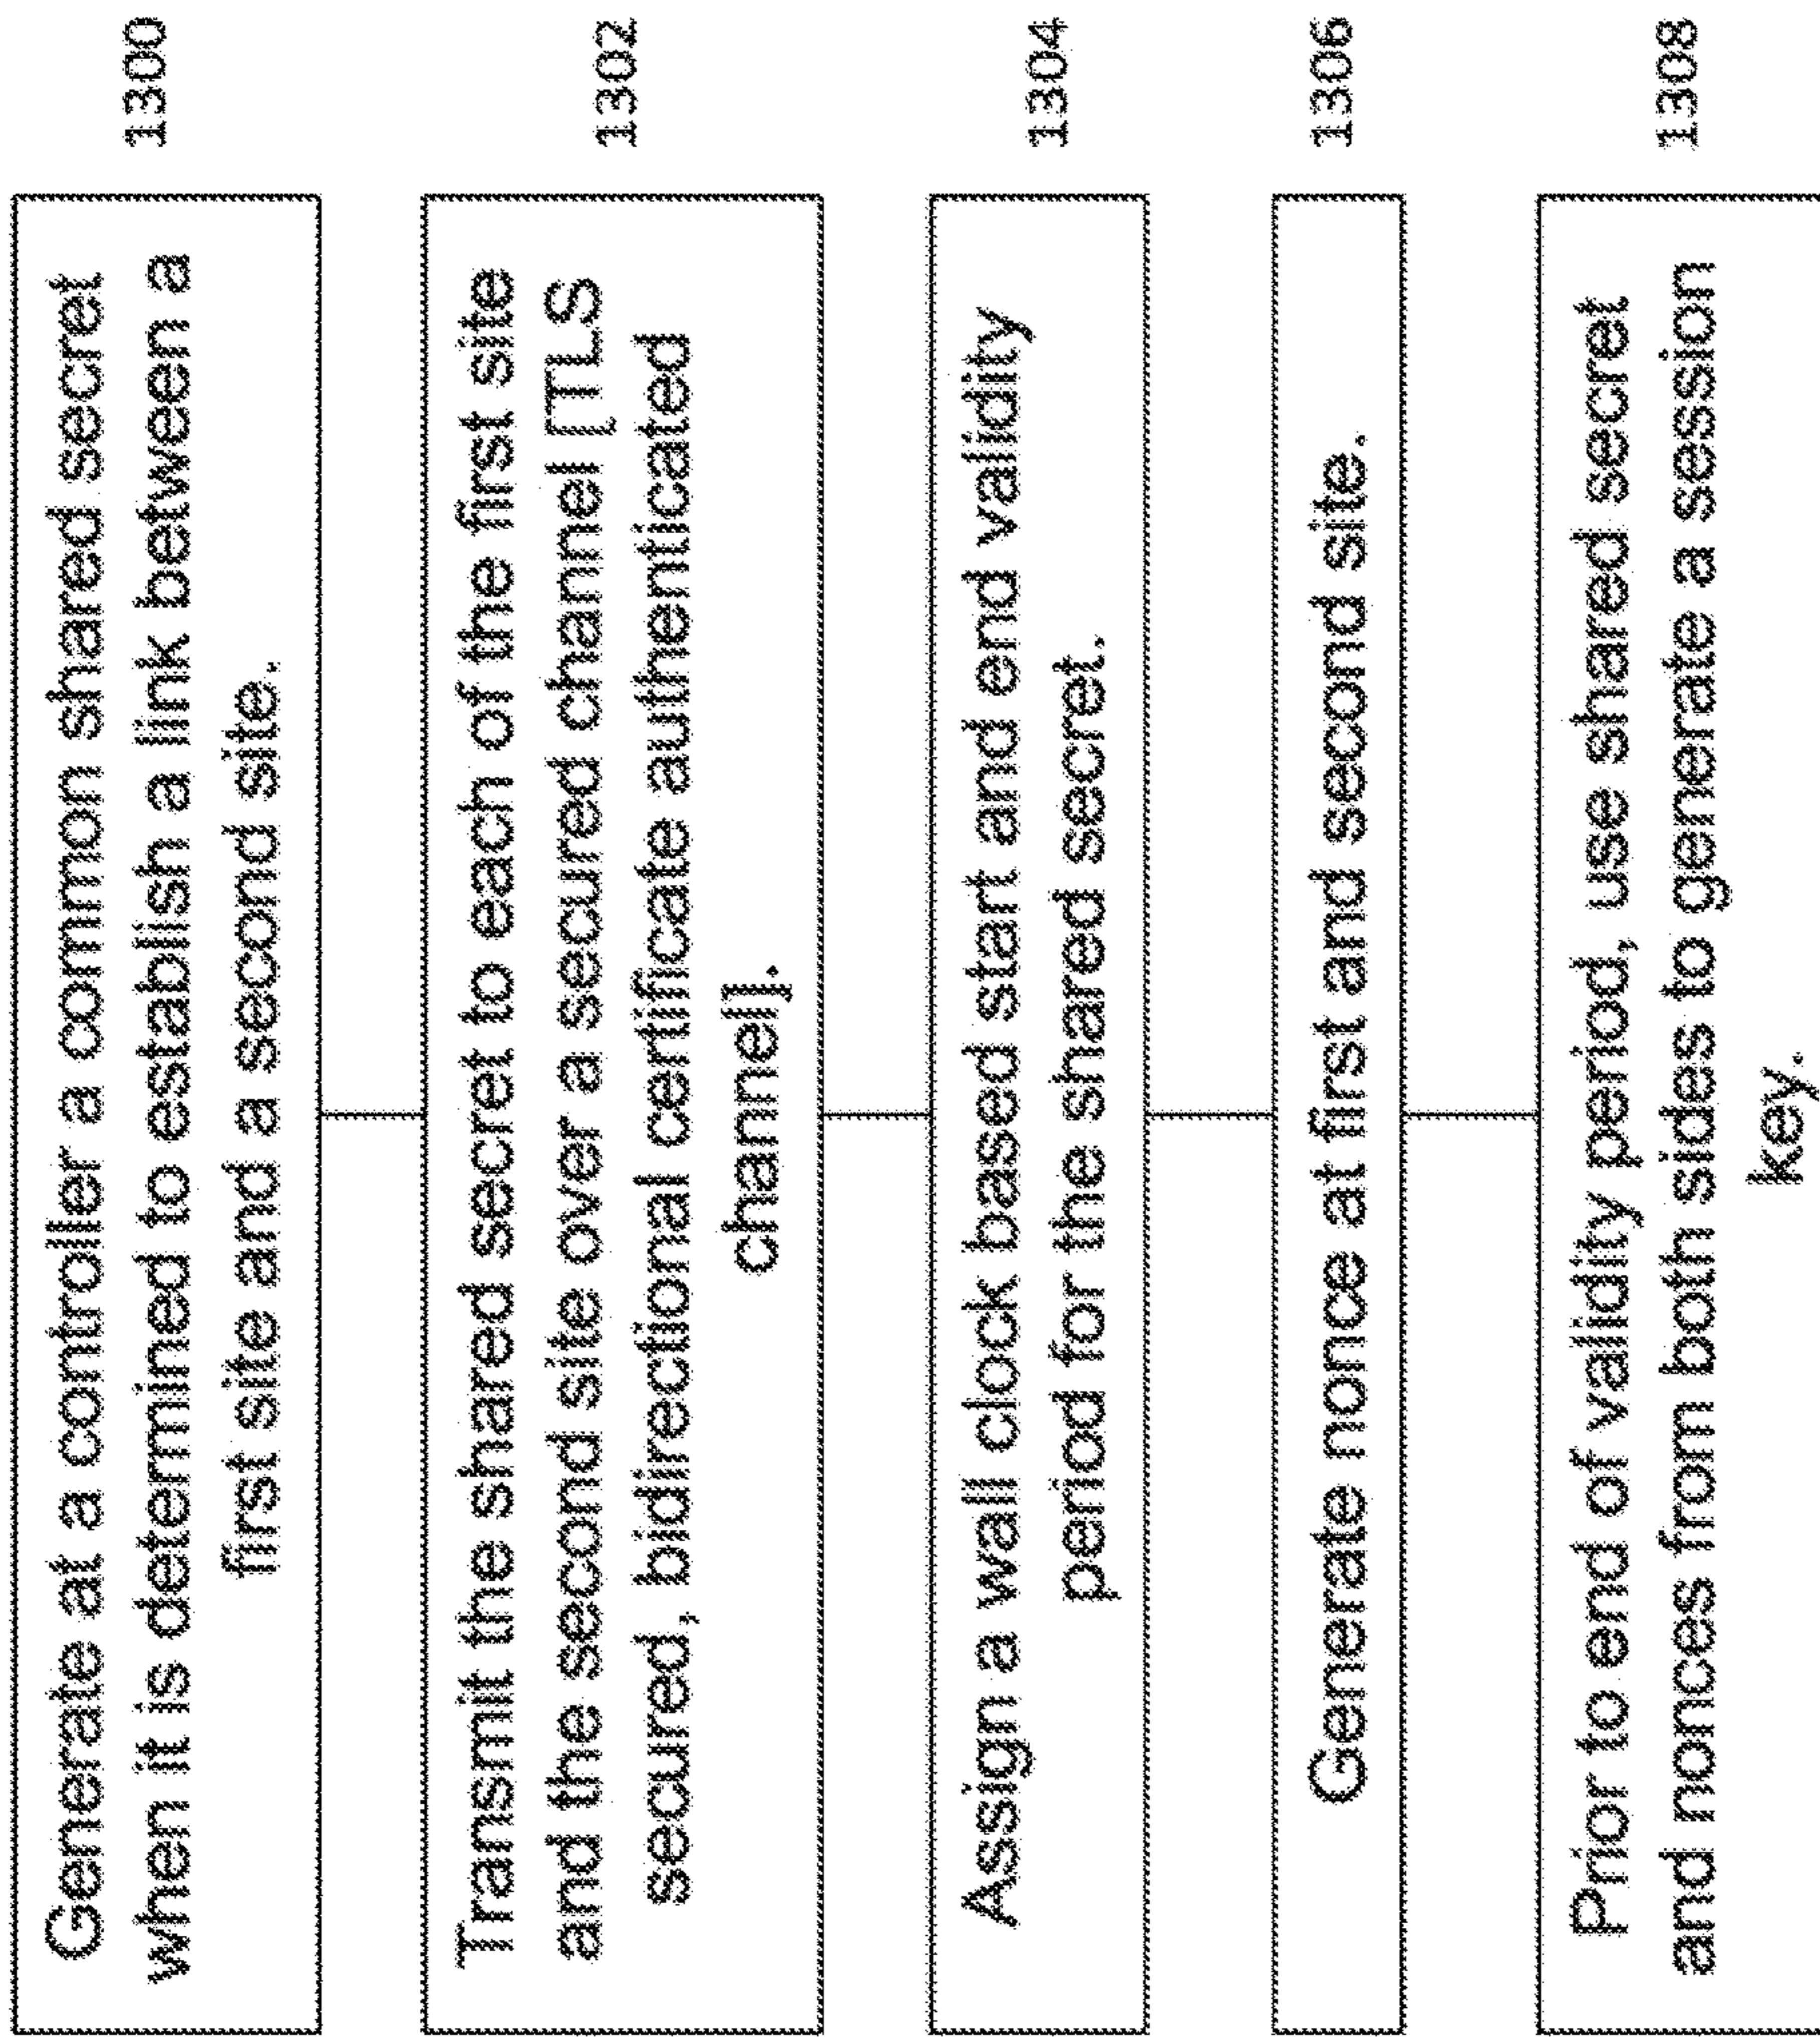 Generate at a controller a common shared secret
when it is determined to establish a link between a
first site and a second site.
1300
Transmit the shared secret to each of the first site
and the second site over a secured channel [TLS
secured, bidirectional certificate authenticated
channel].
1302
Assign a wall clock based start and end validity
period for the shared secret.
1304
Generate nonce at first and second site.
1306
Prior to end of validity period, use shared secret
and nonces from both sides to generate a session
key.
1308